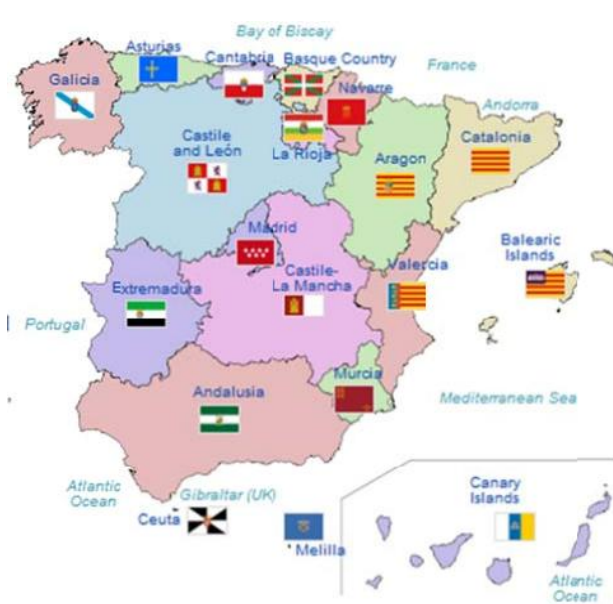 Bay of Biscay
Asturias
Cantabria
Basque Country
France
Galicia
Navarre
Andorra
Castile
and León
La Rioja
Aragon
Catalonia
Madrid
Balearic
Islands
Castile-
La Mancha
Valencia
Extremadura
Portugal
Murcia
Andalusia
Mediterranean Sea
Atlantic
Ocean
Gibraltar (UK)
Ceuta
Melilla
Canary
Islands
Atlantic
Ocean